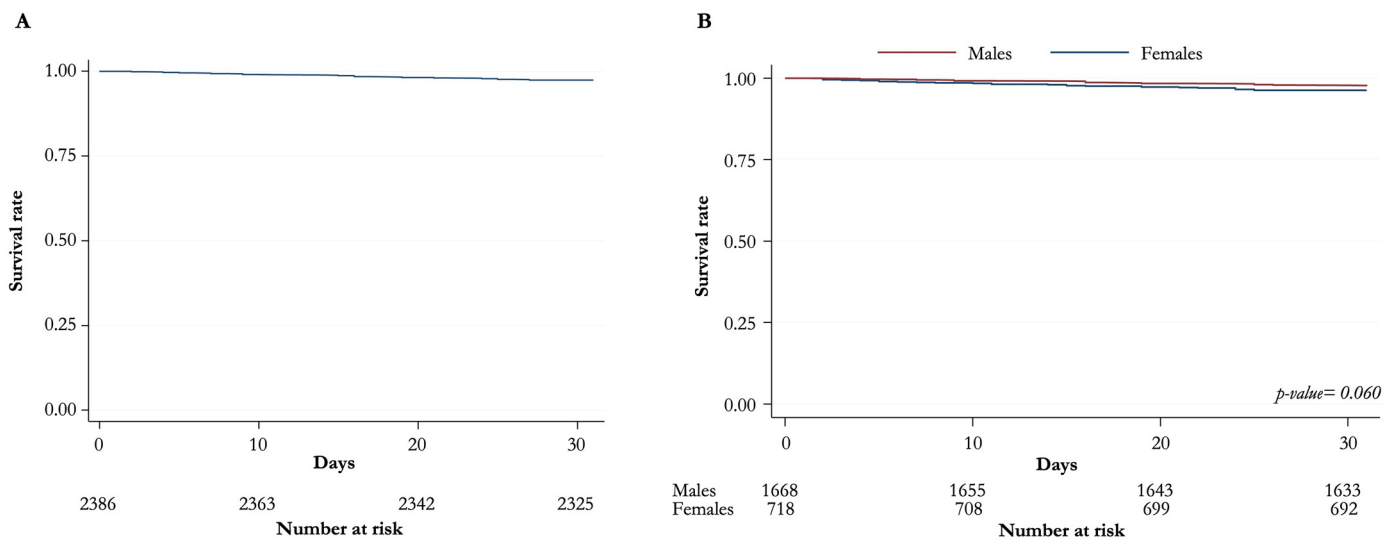 A
1.00
0.75
0.50
0.25
0.00
Survival rate
0 10 20 30
Days
2386 2363 2342 2325
Number at risk
B
Males Females
1.00
0.75
0.50
0.25
0.00
Survival rate
p-value= 0.060
0 10 20 30
Days
Males 1668 1655 1643 1633
Females 718 708 699 692
Number at risk